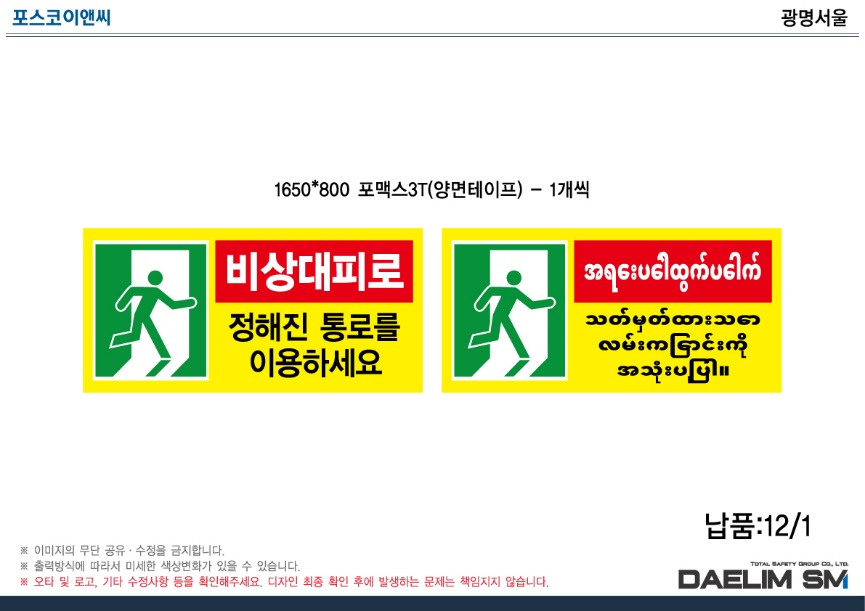 포스코이앤씨
광명서울
1650*800 포맥스3T(양면테이프) - 1개씩
비상대피로
정해진 통로를
이용하세요
အရေးပေါ်ထွက်ပေါက်
သတ်မှတ်ထားသော
လမ်းကြောင်းကို
အသုံးပြုပါ။
납품:12/1
※ 이미지의 무단 공유·수정을 금지합니다.
※ 출력방식에 따라서 미세한 색상변화가 있을 수 있습니다.
※ 오타 및 로고, 기타 수정사항 등을 확인해주세요. 디자인 최종 확인 후에 발생하는 문제는 책임지지 않습니다.
TOTAL SAFETY GROUP CO., LTD.
DAELIM SM